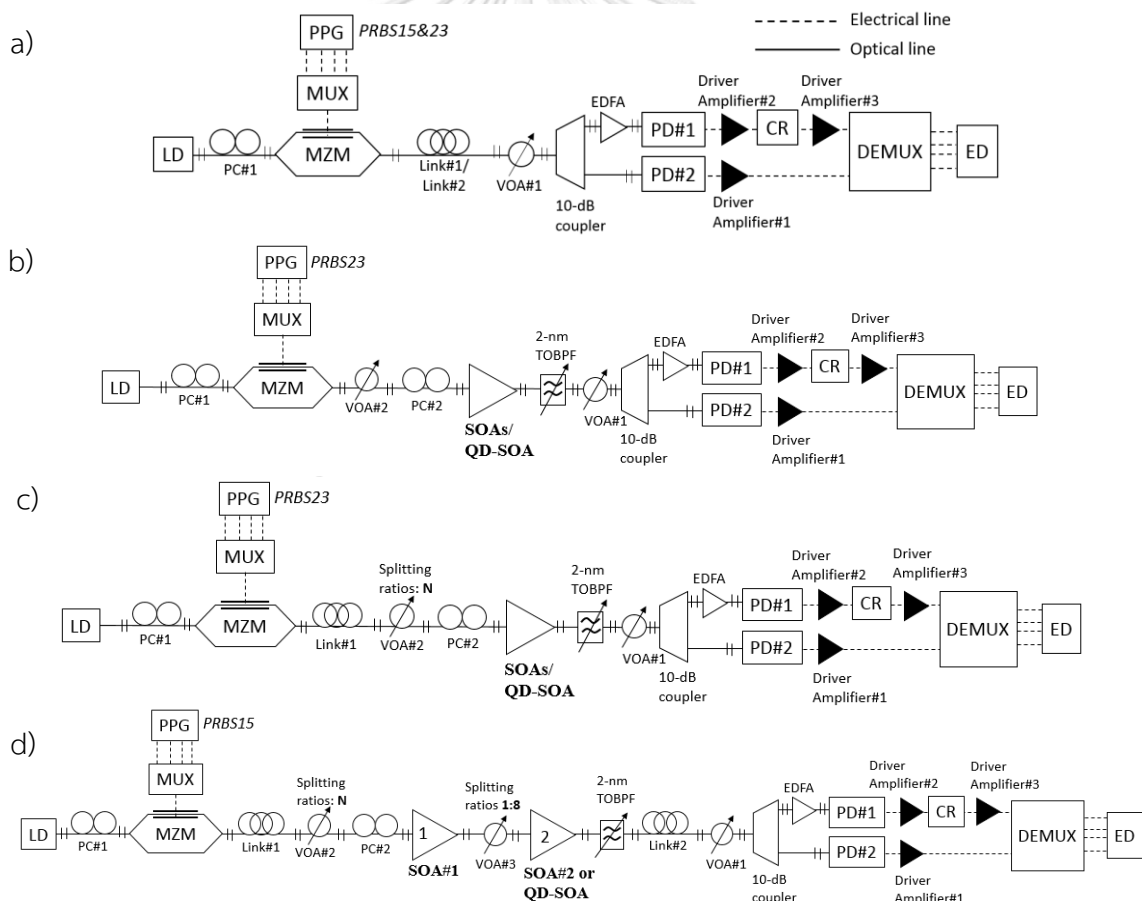 a)
PPG
PRBS15&23
MUX
LD
PC#1
MZM
Link#1/
Link#2
VOA#1
10-dB
coupler
EDFA
PD#1
PD#2
Driver
Amplifier#2
CR
Driver
Amplifier#3
Driver
Amplifier#1
DEMUX
ED
Electrical line
Optical line
b)
PPG
PRBS23
MUX
LD
PC#1
MZM
VOA#2
PC#2
SOAs/
QD-SOA
2-nm
TOBPF
VOA#1
10-dB
coupler
EDFA
PD#1
PD#2
Driver
Amplifier#2
CR
Driver
Amplifier#3
Driver
Amplifier#1
DEMUX
ED
c)
PPG
PRBS23
MUX
LD
PC#1
MZM
Link#1
Splitting
ratios: N
VOA#2
PC#2
SOAs/
QD-SOA
2-nm
TOBPF
VOA#1
10-dB
coupler
EDFA
PD#1
PD#2
Driver
Amplifier#2
CR
Driver
Amplifier#3
Driver
Amplifier#1
DEMUX
ED
d)
PPG
PRBS15
MUX
LD
PC#1
MZM
Link#1
Splitting
ratios: N
VOA#2
PC#2
1
SOA#1
Splitting
ratios 1:8
VOA#3
2
SOA#2 or
QD-SOA
2-nm
TOBPF
Link#2
VOA#1
10-dB
coupler
EDFA
PD#1
PD#2
Driver
Amplifier#2
CR
Driver
Amplifier#3
Driver
Amplifier#1
DEMUX
ED